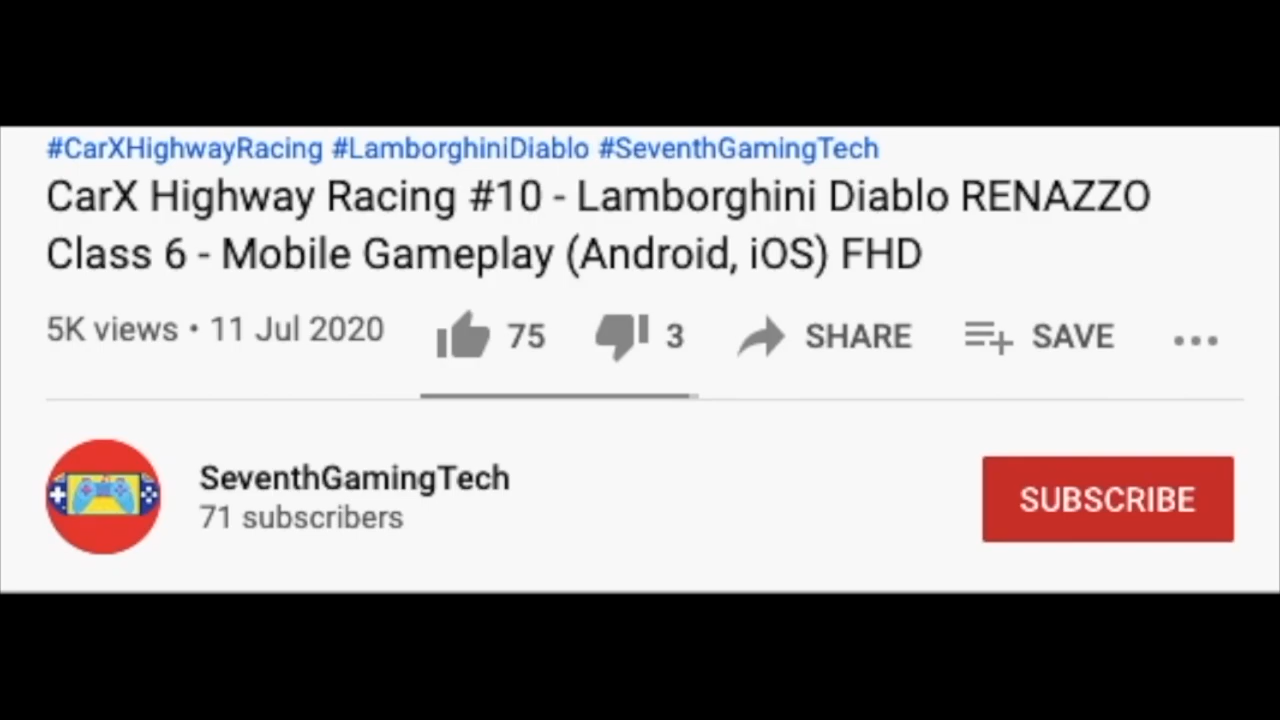 #CarXHighwayRacing #LamborghiniDiablo #SeventhGamingTech
CarX Highway Racing #10 - Lamborghini Diablo RENAZZO
Class 6 - Mobile Gameplay (Android, iOS) FHD
5K views • 11 Jul 2020 75 3 SHARE SAVE
SeventhGamingTech
71 subscribers
SUBSCRIBE